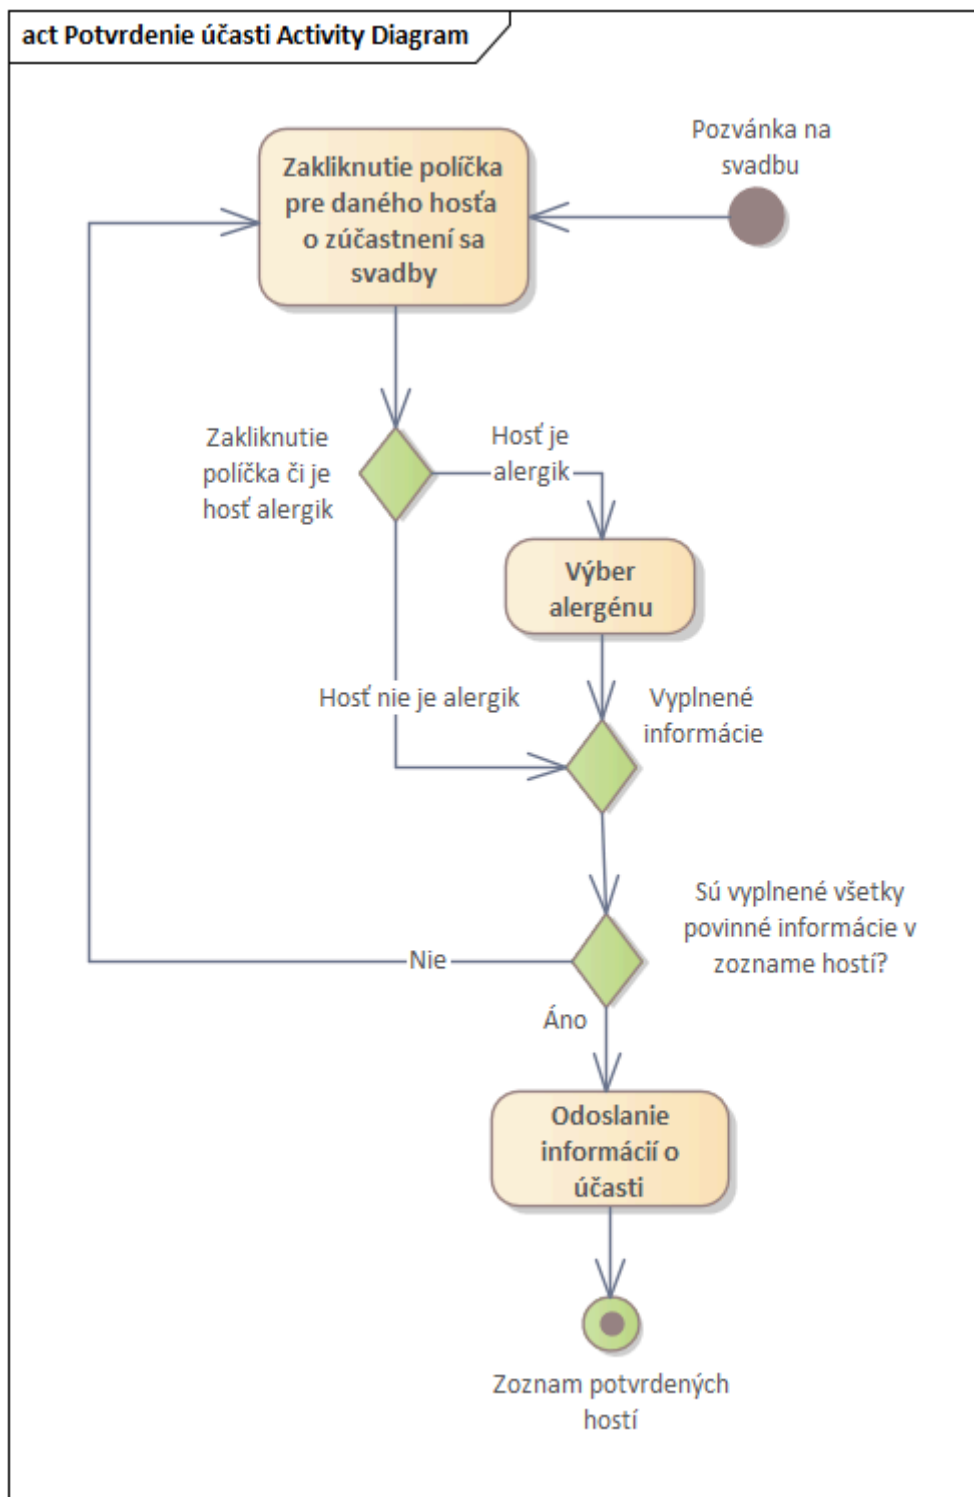 act Potvrdenie účasti Activity Diagram
Pozvánka na
svadbu
Zakliknutie políčka
pre daného hosťa
o zúčastnení sa
svadby
Zakliknutie
políčka či je
hosť alergik
Hosť je
alergik
Výber
alergénu
Hosť nie je alergik
Vyplnené
informácie
Sú vyplnené všetky
povinné informácie v
zozname hostí?
Nie
Áno
Odoslanie
informácií o
účasti
Zoznam potvrdených
hostí